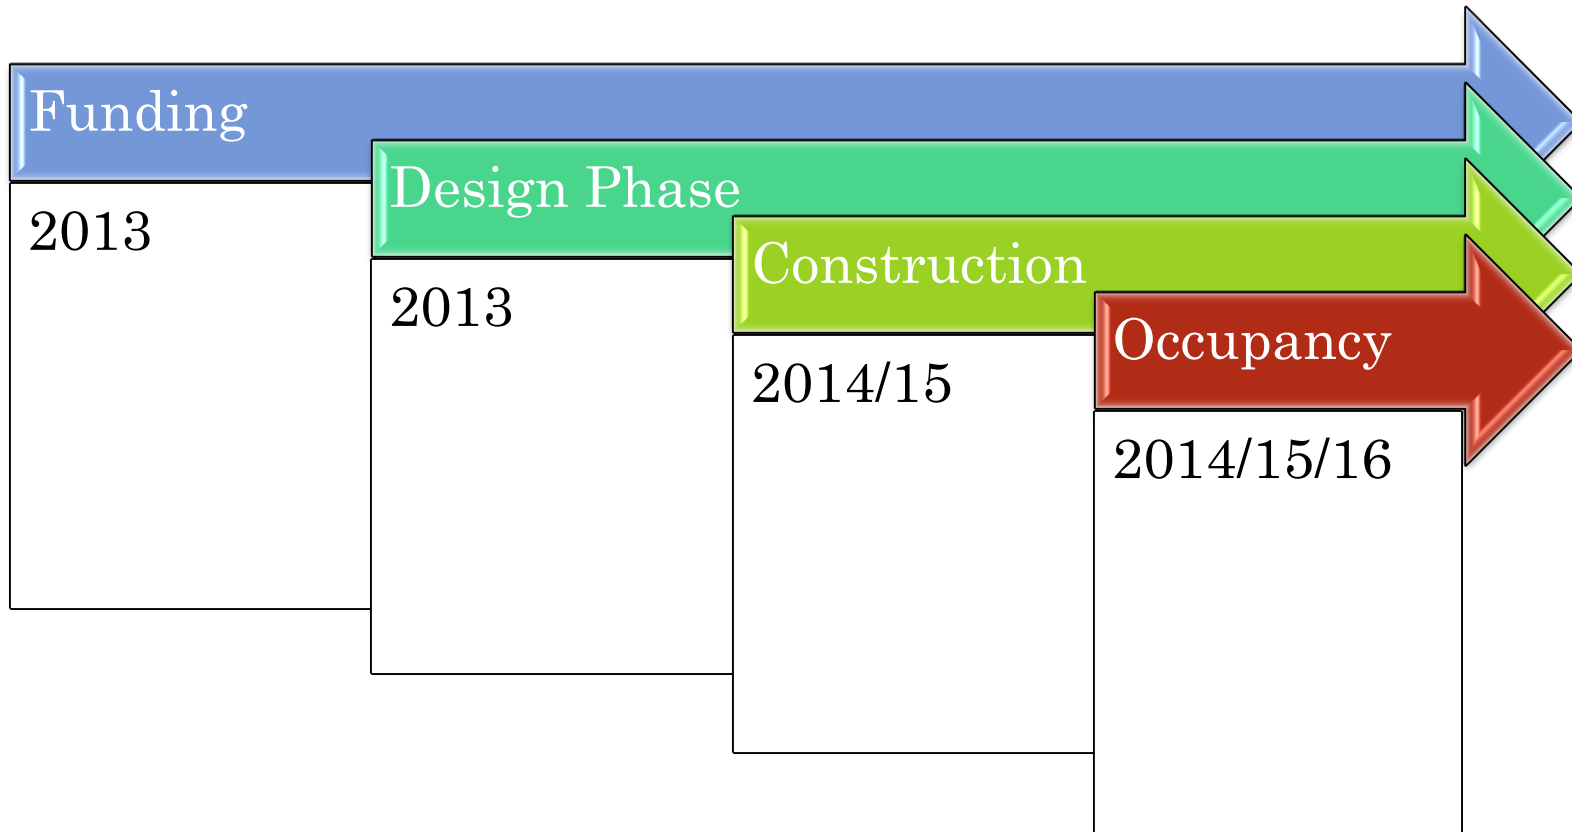 Funding
2013
Design Phase
2013
Construction
2014/15
Occupancy
2014/15/16